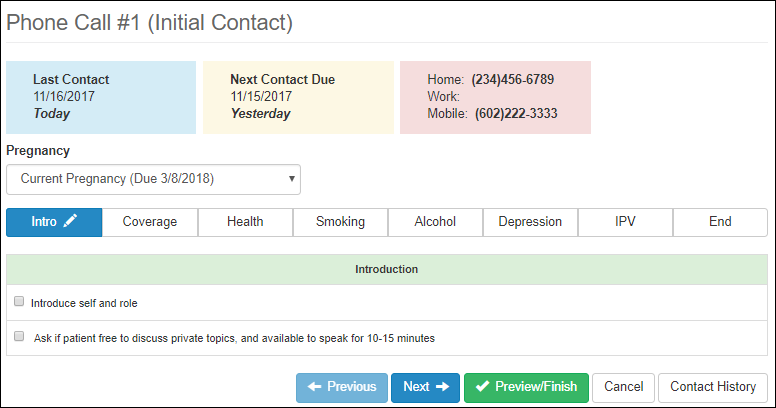 Phone Call #1 (Initial Contact)
Last Contact
11/16/2017
Today
Next Contact Due
11/15/2017
Yesterday
Home: (234)456-6789
Work:
Mobile: (602)222-3333
Pregnancy
Current Pregnancy (Due 3/8/2018)
Intro Coverage Health Smoking Alcohol Depression IPV End
Introduction
Introduce self and role
Ask if patient free to discuss private topics, and available to speak for 10-15 minutes
Previous Next Preview/Finish Cancel Contact History